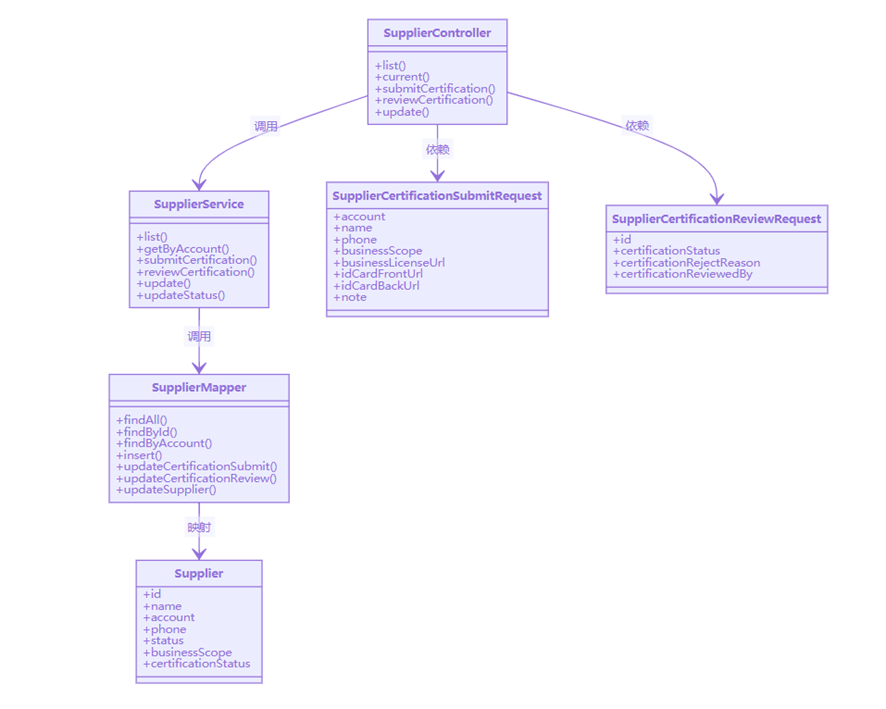 SupplierController
+list()
+current()
+submitCertification()
+reviewCertification()
+update()
调用
依赖
依赖
SupplierService
+list()
+getByAccount()
+submitCertification()
+reviewCertification()
+update()
+updateStatus()
SupplierCertificationSubmitRequest
+account
+name
+phone
+businessScope
+businessLicenseUrl
+idCardFrontUrl
+idCardBackUrl
+note
SupplierCertificationReviewRequest
+id
+certificationStatus
+certificationRejectReason
+certificationReviewedBy
调用
SupplierMapper
+findAll()
+findById()
+findByAccount()
+insert()
+updateCertificationSubmit()
+updateCertificationReview()
+updateSupplier()
映射
Supplier
+id
+name
+account
+phone
+status
+businessScope
+certificationStatus